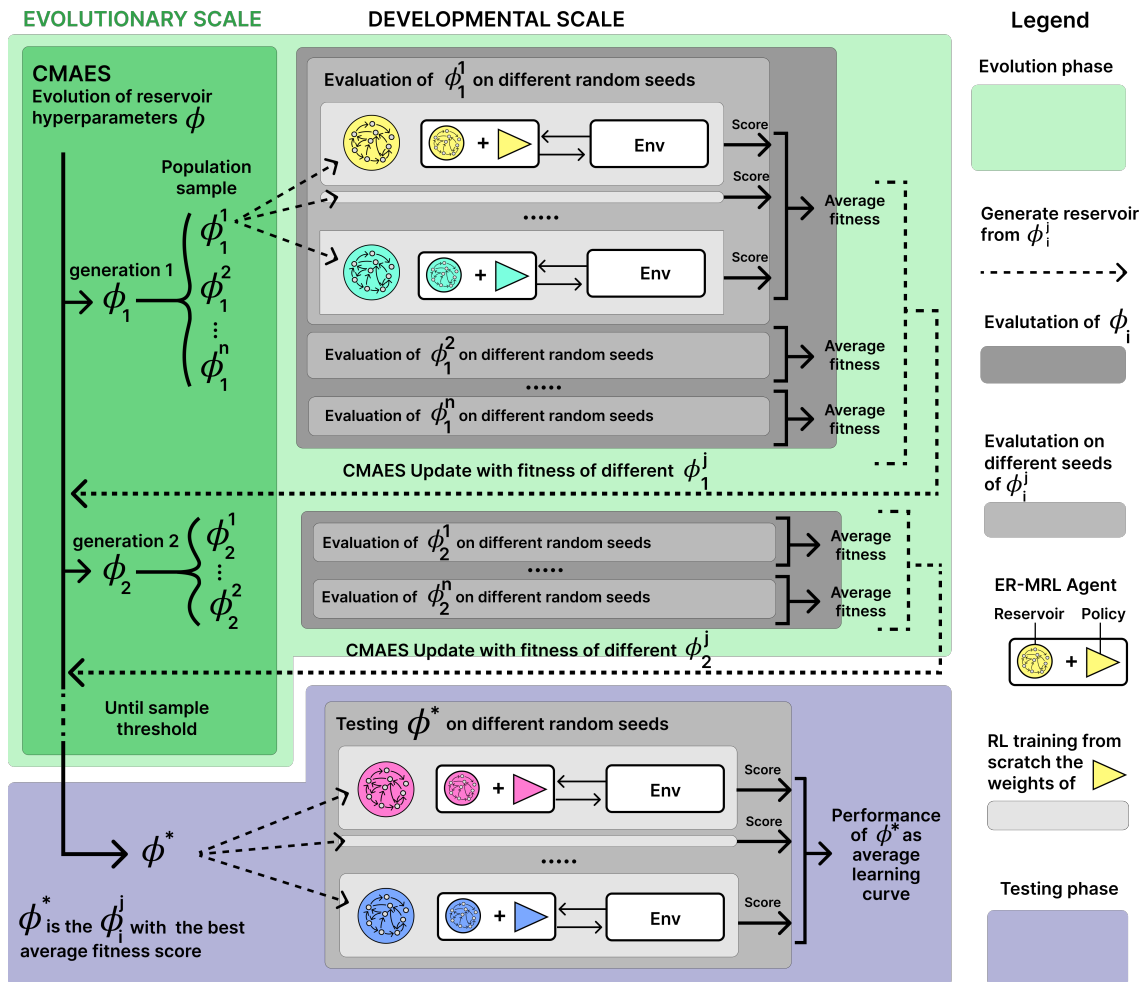 EVOLUTIONARY SCALE
DEVELOPMENTAL SCALE
Legend
CMAES
Evolution of reservoir
hyperparameters ϕ
Population
sample
generation 1
ϕ₁
ϕ₁¹
ϕ₁²
...
ϕ₁ⁿ
Evaluation of ϕ₁¹ on different random seeds
+
Env
Score
Score
.....
+
Env
Score
Average
fitness
Evaluation of ϕ₁² on different random seeds
Average
fitness
.....
Evaluation of ϕ₁ⁿ on different random seeds
Average
fitness
CMAES Update with fitness of different ϕ₁ʲ
generation 2
ϕ₂
ϕ₂¹
...
ϕ₂²
Evaluation of ϕ₂¹ on different random seeds
Average
fitness
.....
Evaluation of ϕ₂ⁿ on different random seeds
Average
fitness
CMAES Update with fitness of different ϕ₂ʲ
Until sample
threshold
ϕ*
ϕ* is the ϕᵢʲ with the best
average fitness score
Testing ϕ* on different random seeds
+
Env
Score
Score
.....
+
Env
Score
Performance
of ϕ* as
average
learning
curve
Evolution phase
Generate reservoir
from ϕᵢʲ
Evalutation of ϕᵢ
Evalutation on
different seeds
of ϕᵢʲ
ER-MRL Agent
Reservoir Policy
+
RL training from
scratch the
weights of
Testing phase